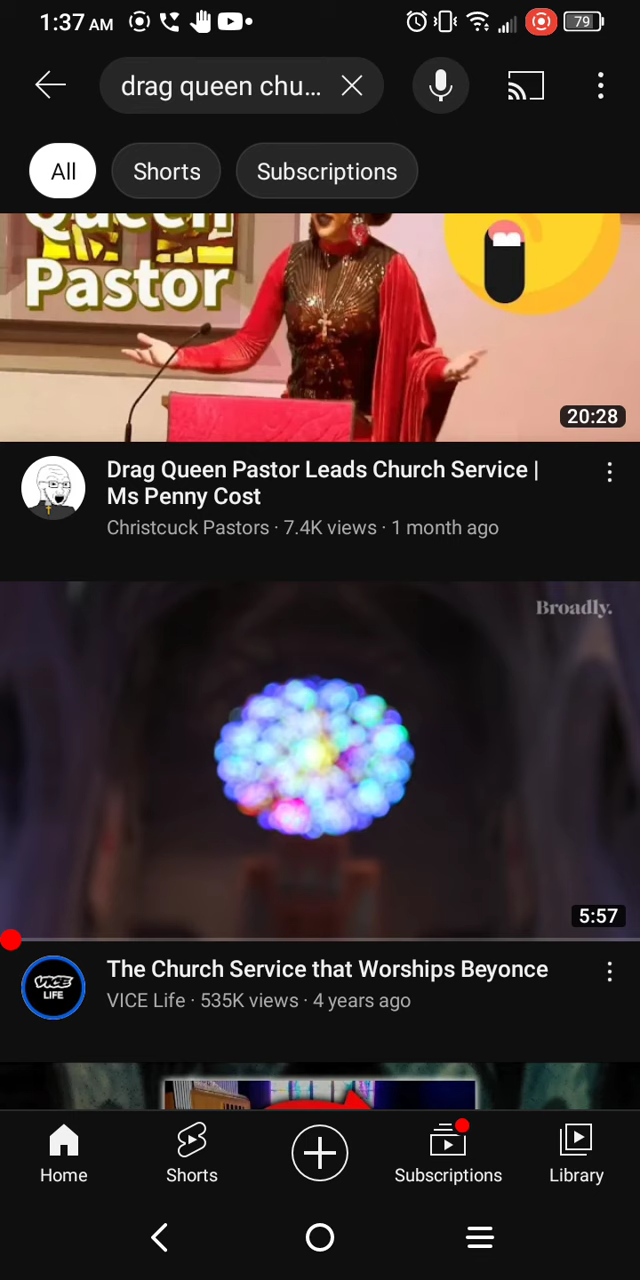 1:37 AM
79
drag queen chu...
All
Shorts
Subscriptions
Queen
Pastor
20:28
Drag Queen Pastor Leads Church Service |
Ms Penny Cost
Christcuck Pastors · 7.4K views · 1 month ago
Broadly.
5:57
VICE
LIFE
The Church Service that Worships Beyonce
VICE Life · 535K views · 4 years ago
Home
Shorts
Subscriptions
Library